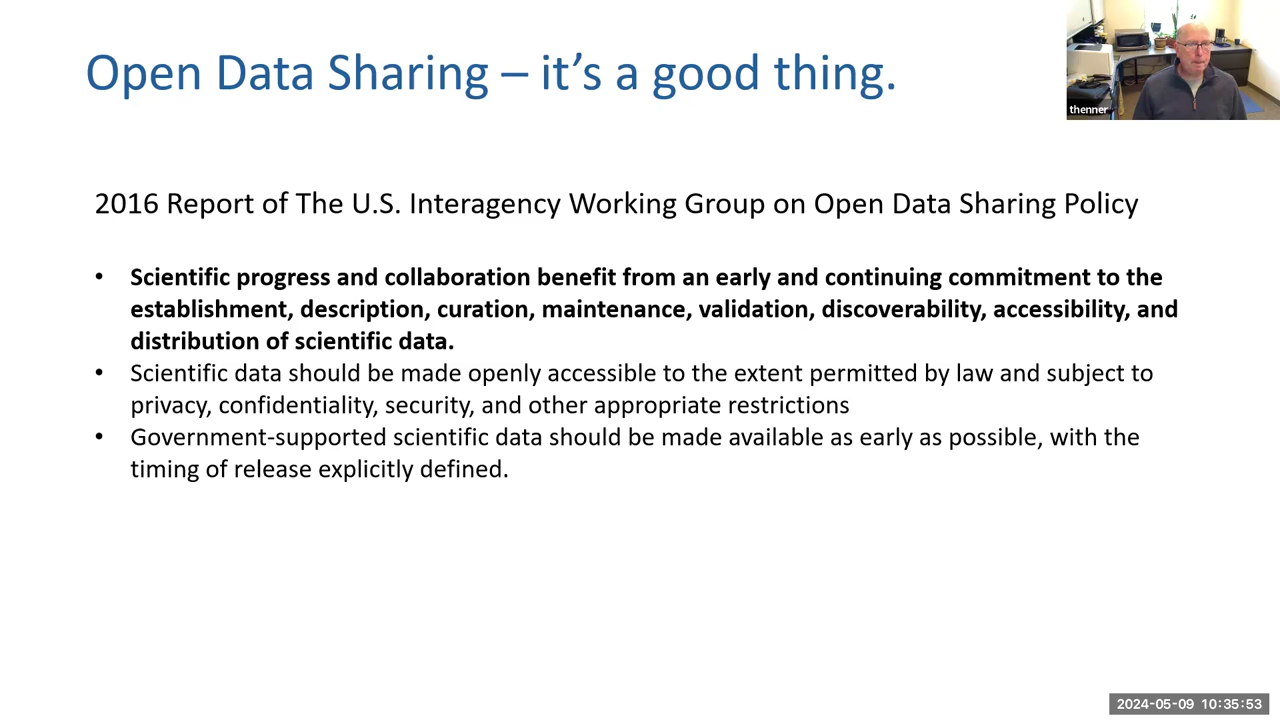 Open Data Sharing – it’s a good thing.
thenner
2016 Report of The U.S. Interagency Working Group on Open Data Sharing Policy
• Scientific progress and collaboration benefit from an early and continuing commitment to the
establishment, description, curation, maintenance, validation, discoverability, accessibility, and
distribution of scientific data.
• Scientific data should be made openly accessible to the extent permitted by law and subject to
privacy, confidentiality, security, and other appropriate restrictions
• Government-supported scientific data should be made available as early as possible, with the
timing of release explicitly defined.
2024-05-09 10:35:53